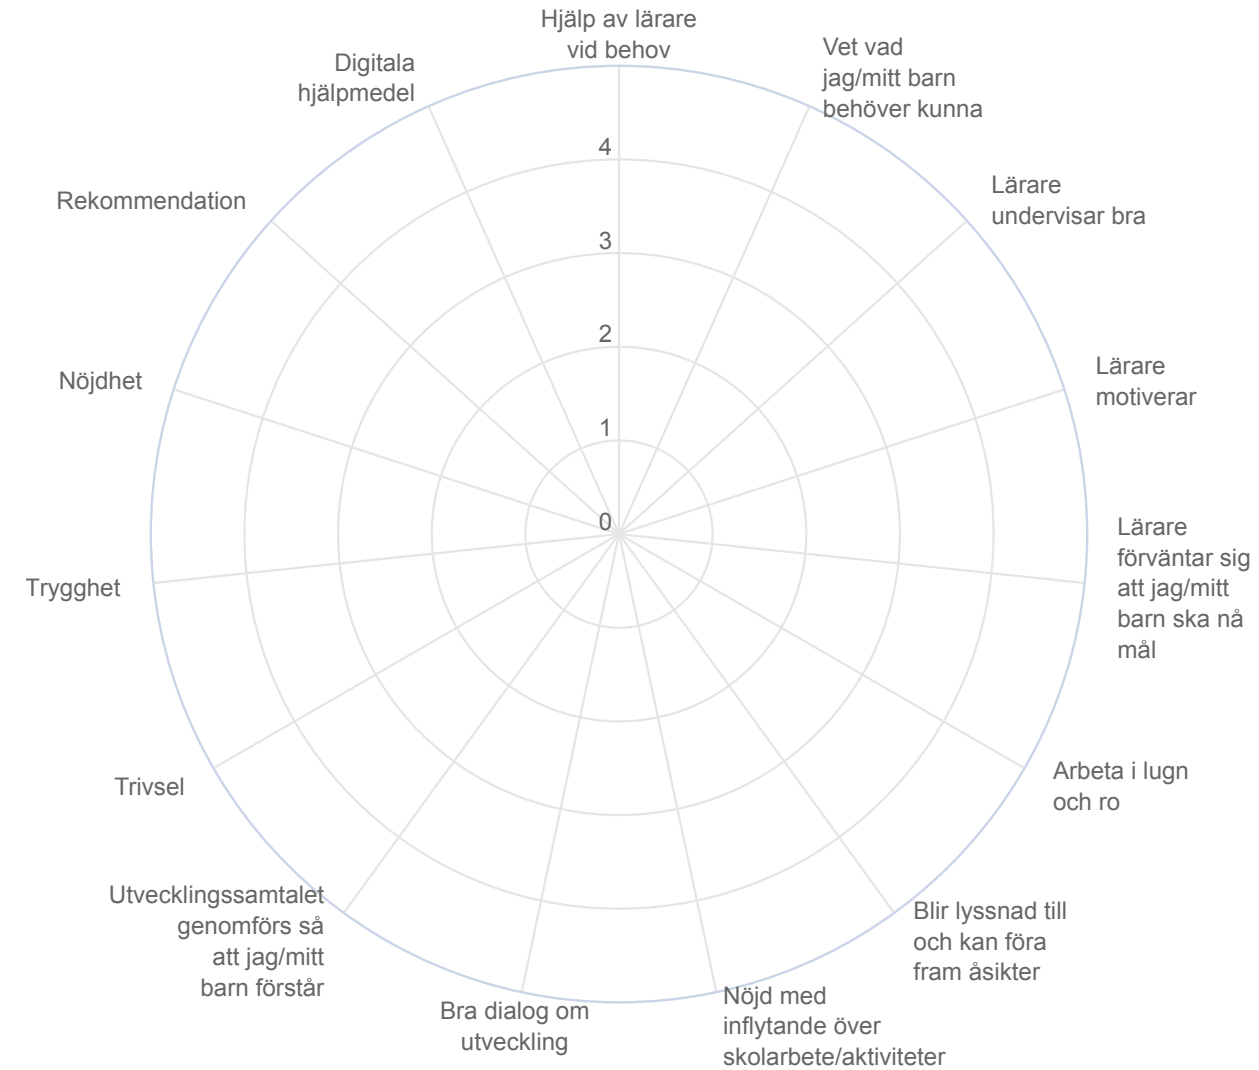 Hjälp av lärare
vid behov
Vet vad
jag/mitt barn
behöver kunna
Lärare
undervisar bra
Lärare
motiverar
Lärare
förväntar sig
att jag/mitt
barn ska nå
mål
Arbeta i lugn
och ro
Blir lyssnad till
och kan föra
fram åsikter
Nöjd med
inflytande över
skolarbete/aktiviteter
Bra dialog om
utveckling
Utvecklingssamtalet
genomförs så
att jag/mitt
barn förstår
Trivsel
Trygghet
Nöjdhet
Rekommendation
Digitala
hjälpmedel
4
3
2
1
0